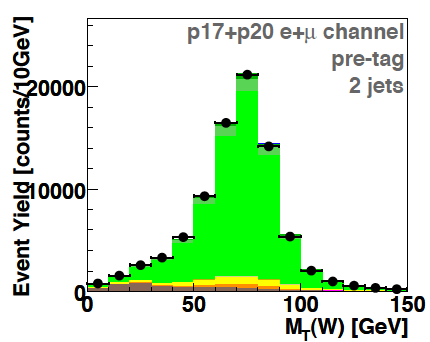 p17+p20 e+μ channel
pre-tag
2 jets
Event Yield [counts/10GeV]
20000
10000
0
0 50 100 150
M_T(W) [GeV]